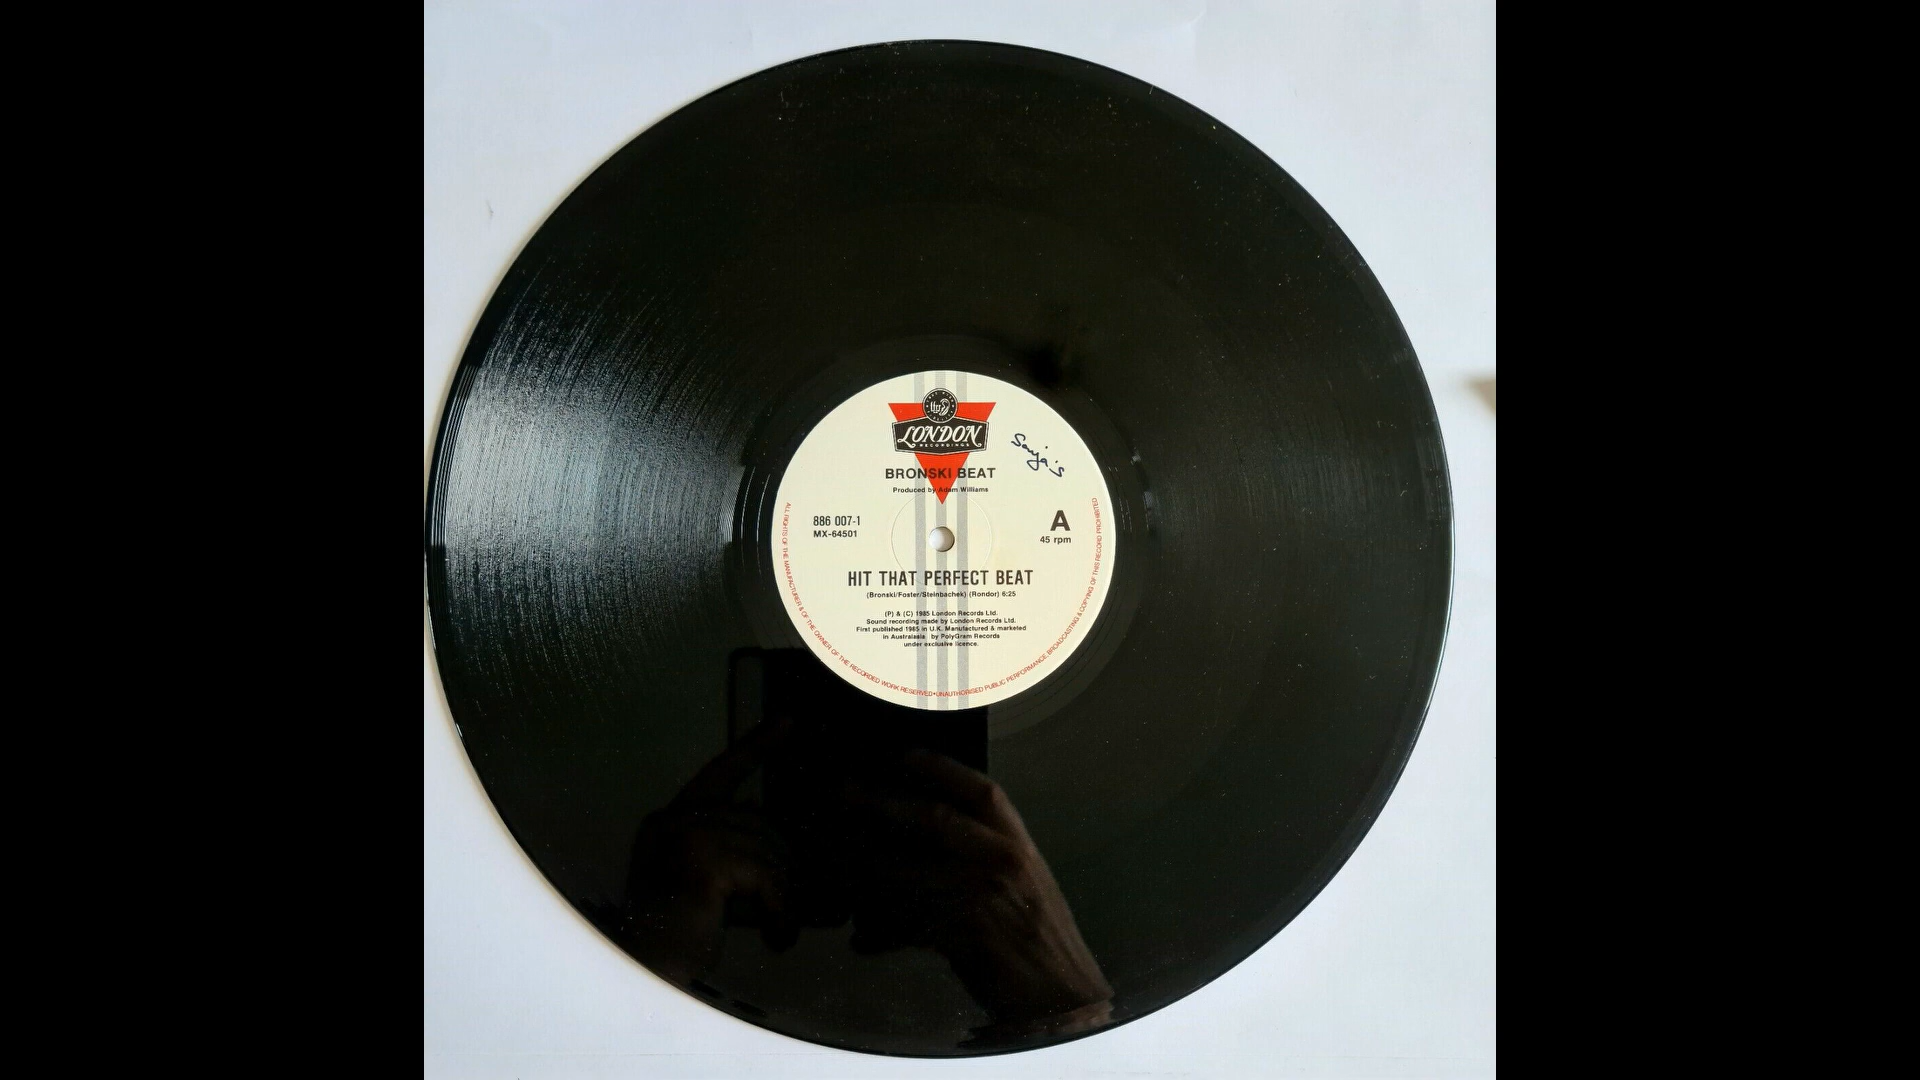 LONDON
RECORDINGS
Sanja's
BRONSKI BEAT
Produced by Adam Williams
886 007-1
MX-64501
A
45 rpm
HIT THAT PERFECT BEAT
(Bronski/Foster/Steinbachek) (Rondor) 6:25
(P) & (C) 1985 London Records Ltd.
Sound recording made by London Records Ltd.
First published 1985 in U.K. Manufactured & marketed
in Australasia by PolyGram Records
under exclusive licence.
ALL RIGHTS OF THE MANUFACTURER & OF THE OWNER OF THE RECORDED WORK RESERVED•UNAUTHORISED PUBLIC PERFORMANCE, BROADCASTING & COPYING OF THIS RECORD PROHIBITED